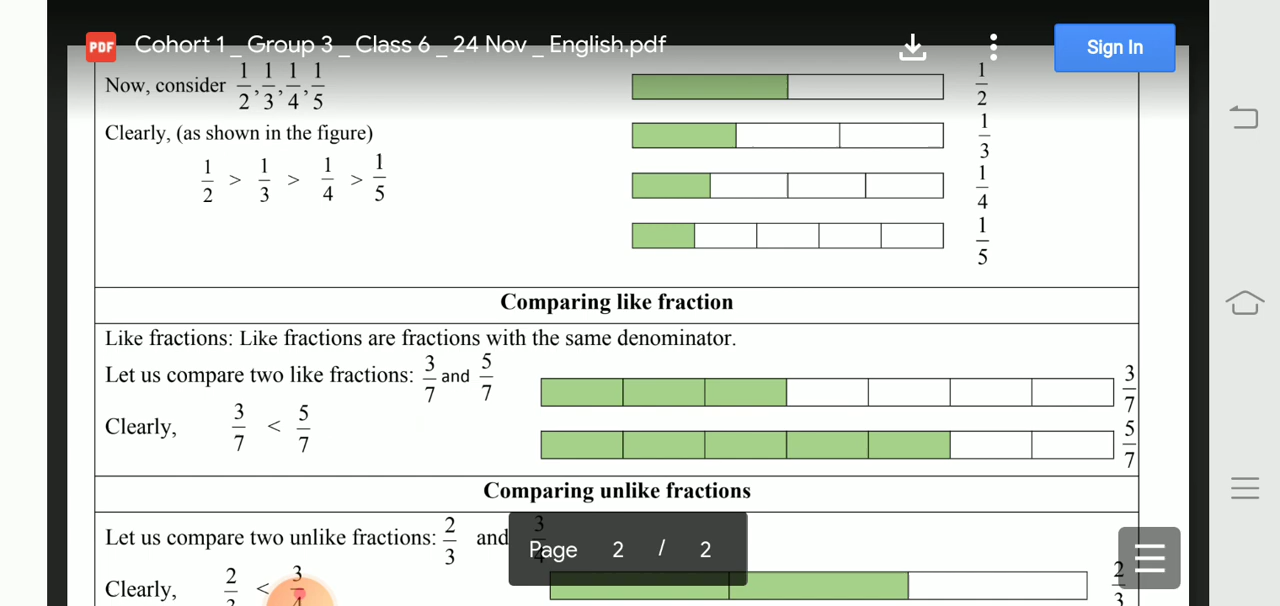 PDF Cohort 1 _ Group 3 _ Class 6 _ 24 Nov _ English.pdf
Sign In
Now, consider 1/2, 1/3, 1/4, 1/5
1/2
Clearly, (as shown in the figure)
1/3
1/2 > 1/3 > 1/4 > 1/5
1/4
1/5
Comparing like fraction
Like fractions: Like fractions are fractions with the same denominator.
Let us compare two like fractions: 3/7 and 5/7
3/7
Clearly, 3/7 < 5/7
5/7
Comparing unlike fractions
Let us compare two unlike fractions: 2/3 and 3/4
Page 2 / 2
Clearly, 2/3 < 3/4
2/3